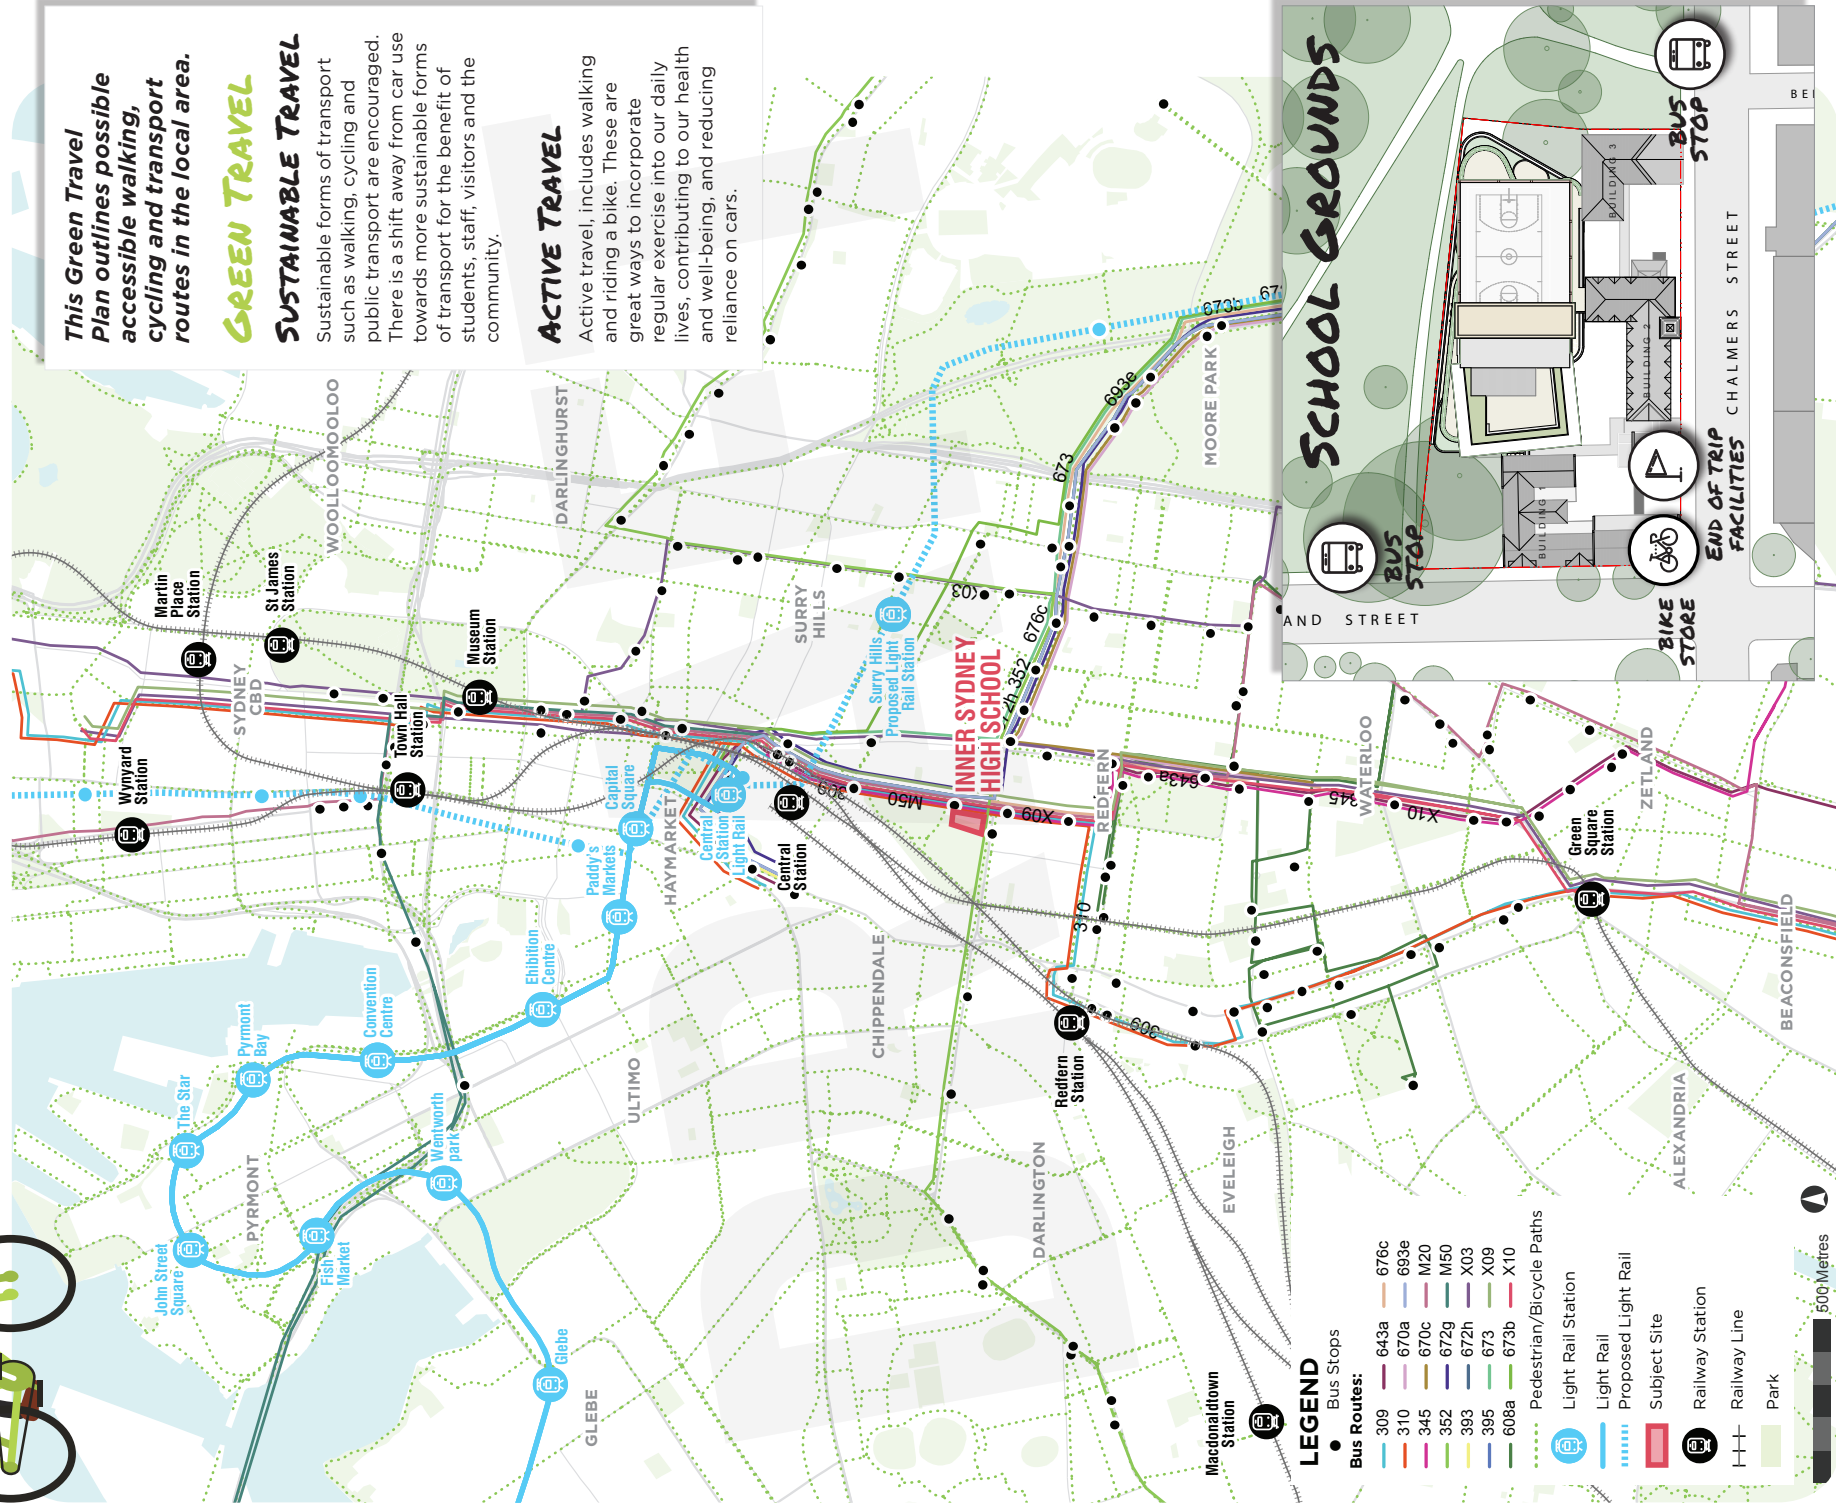 This Green Travel
Plan outlines possible
accessible walking,
cycling and transport
routes in the local area.
GREEN TRAVEL
SUSTAINABLE TRAVEL
Sustainable forms of transport
such as walking, cycling and
public transport are encouraged.
There is a shift away from car use
towards more sustainable forms
of transport for the benefit of
students, staff, visitors and the
community.
ACTIVE TRAVEL
Active travel, includes walking
and riding a bike. These are
great ways to incorporate
regular exercise into our daily
lives, contributing to our health
and well-being, and reducing
reliance on cars.
SCHOOL GROUNDS
BUS
STOP
BUS
STOP
BIKE
STORE
END OF TRIP
FACILITIES
BUILDING 1
BUILDING 2
BUILDING 3
CHALMERS STREET
AND STREET
BEL
WOOLLOOMOOLOO
DARLINGHURST
MOORE PARK
SURRY
HILLS
SYDNEY
CBD
HAYMARKET
REDFERN
WATERLOO
ZETLAND
BEACONSFIELD
CHIPPENDALE
ULTIMO
PYRMONT
GLEBE
DARLINGTON
EVELEIGH
ALEXANDRIA
Martin
Place
Station
St James
Station
Museum
Station
Town Hall
Station
Wynyard
Station
Central
Station
Redfern
Station
Green
Square
Station
Macdonaldtown
Station
Surry Hills
Proposed Light
Rail Station
Capital
Square
Central
Station
Light Rail
Paddy's
Markets
Ehibition
Centre
Convention
Centre
Pyrmont
Bay
The Star
John Street
Square
Fish
Market
Wentworth
park
Glebe
INNER SYDNEY
HIGH SCHOOL
673b
67
693e
673
676c
2h 352
X03
309
M50
X09
643a
345
X10
310
309
LEGEND
Bus Stops
Bus Routes:
309
310
345
352
393
395
608a
643a
670a
670c
672g
672h
673
673b
676c
693e
M20
M50
X03
X09
X10
Pedestrian/Bicycle Paths
Light Rail Station
Light Rail
Proposed Light Rail
Subject Site
Railway Station
Railway Line
Park
500 Metres